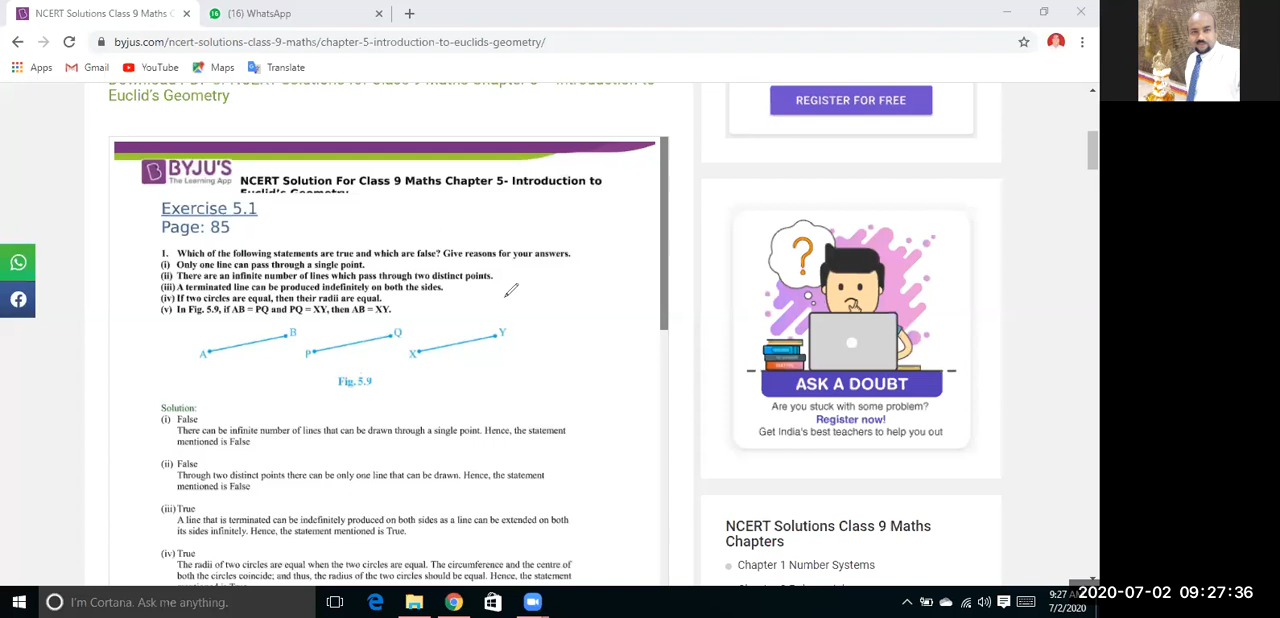 NCERT Solutions Class 9 Maths C
(16) WhatsApp
byjus.com/ncert-solutions-class-9-maths/chapter-5-introduction-to-euclids-geometry/
Apps
Gmail
YouTube
Maps
Translate
Euclid's Geometry
BYJU'S
The Learning App
NCERT Solution For Class 9 Maths Chapter 5- Introduction to
Euclid's Geometry
Exercise 5.1
Page: 85
1. Which of the following statements are true and which are false? Give reasons for your answers.
(i) Only one line can pass through a single point.
(ii) There are an infinite number of lines which pass through two distinct points.
(iii) A terminated line can be produced indefinitely on both the sides.
(iv) If two circles are equal, then their radii are equal.
(v) In Fig. 5.9, if AB = PQ and PQ = XY, then AB = XY.
A B P Q X Y
Fig. 5.9
Solution:
(i) False
There can be infinite number of lines that can be drawn through a single point. Hence, the statement
mentioned is False
(ii) False
Through two distinct points there can be only one line that can be drawn. Hence, the statement
mentioned is False
(iii) True
A line that is terminated can be indefinitely produced on both sides as a line can be extended on both
its sides infinitely. Hence, the statement mentioned is True.
(iv) True
The radii of two circles are equal when the two circles are equal. The circumference and the centre of
both the circles coincide; and thus, the radius of the two circles should be equal. Hence, the statement
REGISTER FOR FREE
?
ASK A DOUBT
Are you stuck with some problem?
Register now!
Get India's best teachers to help you out
NCERT Solutions Class 9 Maths
Chapters
Chapter 1 Number Systems
I'm Cortana. Ask me anything.
9:27 AM
7/2/2020
2020-07-02 09:27:36